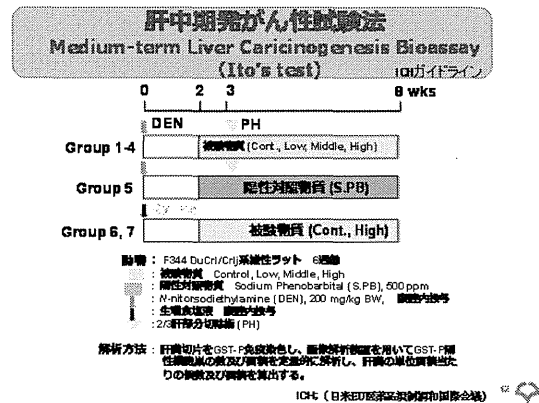 肝中期発がん性試験法
Medium-term Liver Caricinogenesis Bioassay
(Ito's test)
ICHガイドライン
0 2 3 8 wks
DEN PH
Group 1-4 被験物質 (Cont., Low, Middle, High)
Group 5 陽性対照物質 (S.PB)
Group 6, 7 被験物質 (Cont., High)
動物 : F344 DuCrl/Crlj系雄性ラット 6週齢
: 被験物質 Control, Low, Middle, High
: 陽性対照物質 Sodium Phenobarbital (S.PB), 500 ppm
: N-nitorsodiethylamine (DEN), 200 mg/kg BW, 腹腔内投与
: 生理食塩液 腹腔内投与
: 2/3肝部分切除術 (PH)
解析方法 : 肝臓切片をGST-P免疫染色し、画像解析装置を用いてGST-P陽
性細胞巣の数及び面積を定量的に解析し、肝臓の単位面積当た
りの個数及び面積を算出する。
ICH; (日米EU医薬品規制調和国際会議)